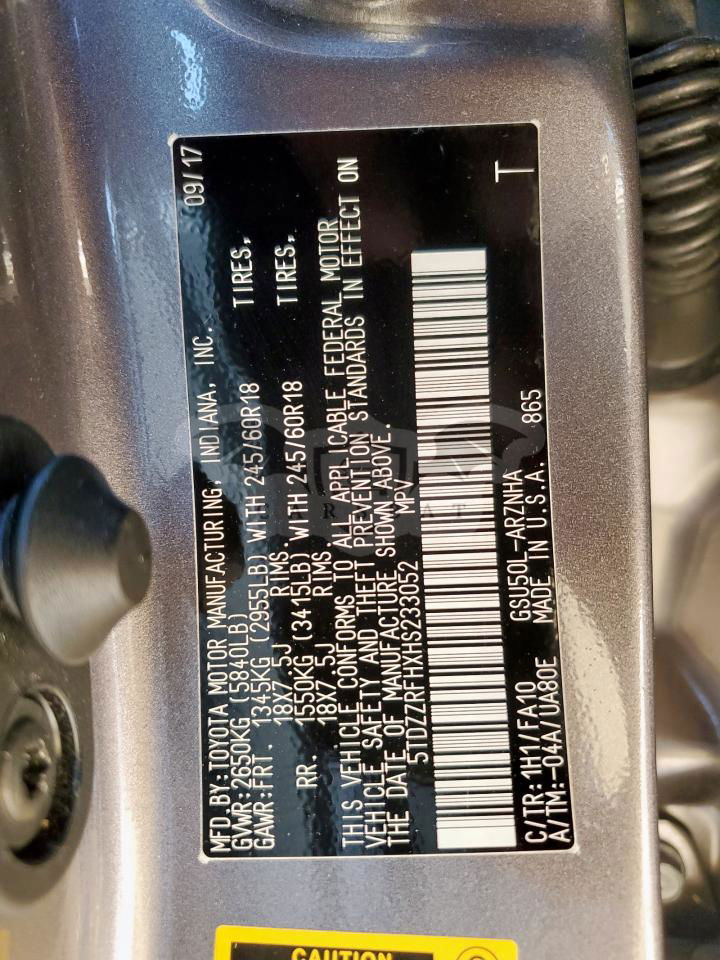 MFD.BY:TOYOTA MOTOR MANUFACTURING, INDIANA, INC. 09/17
GVWR:2650KG (5840LB)
GAWR:FRT. 1345KG (2955LB) WITH 245/60R18 TIRES,
18X7.5J RIMS.
RR. 1550KG (3415LB) WITH 245/60R18 TIRES,
18X7.5J RIMS.
THIS VEHICLE CONFORMS TO ALL APPLICABLE FEDERAL MOTOR
VEHICLE SAFETY AND THEFT PREVENTION STANDARDS IN EFFECT ON
THE DATE OF MANUFACTURE SHOWN ABOVE.
5TDZZRFHXHS233052 MPV
T
C/TR:1H1/FA10 GSU50L-ARZNHA
A/TM:-04A/UA80E MADE IN U.S.A. 865
CAUTION